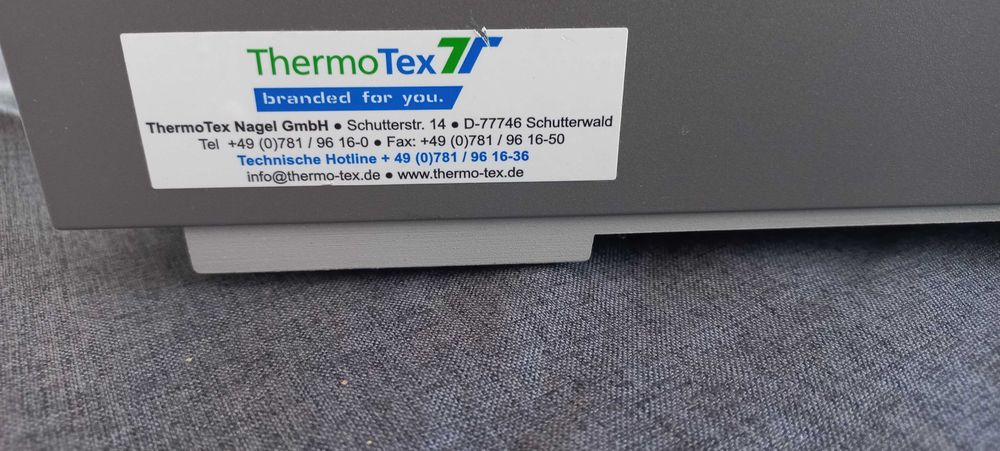 ThermoTex
branded for you.
ThermoTex Nagel GmbH ● Schutterstr. 14 ● D-77746 Schutterwald
Tel +49 (0)781 / 96 16-0 ● Fax: +49 (0)781 / 96 16-50
Technische Hotline + 49 (0)781 / 96 16-36
info@thermo-tex.de ● www.thermo-tex.de